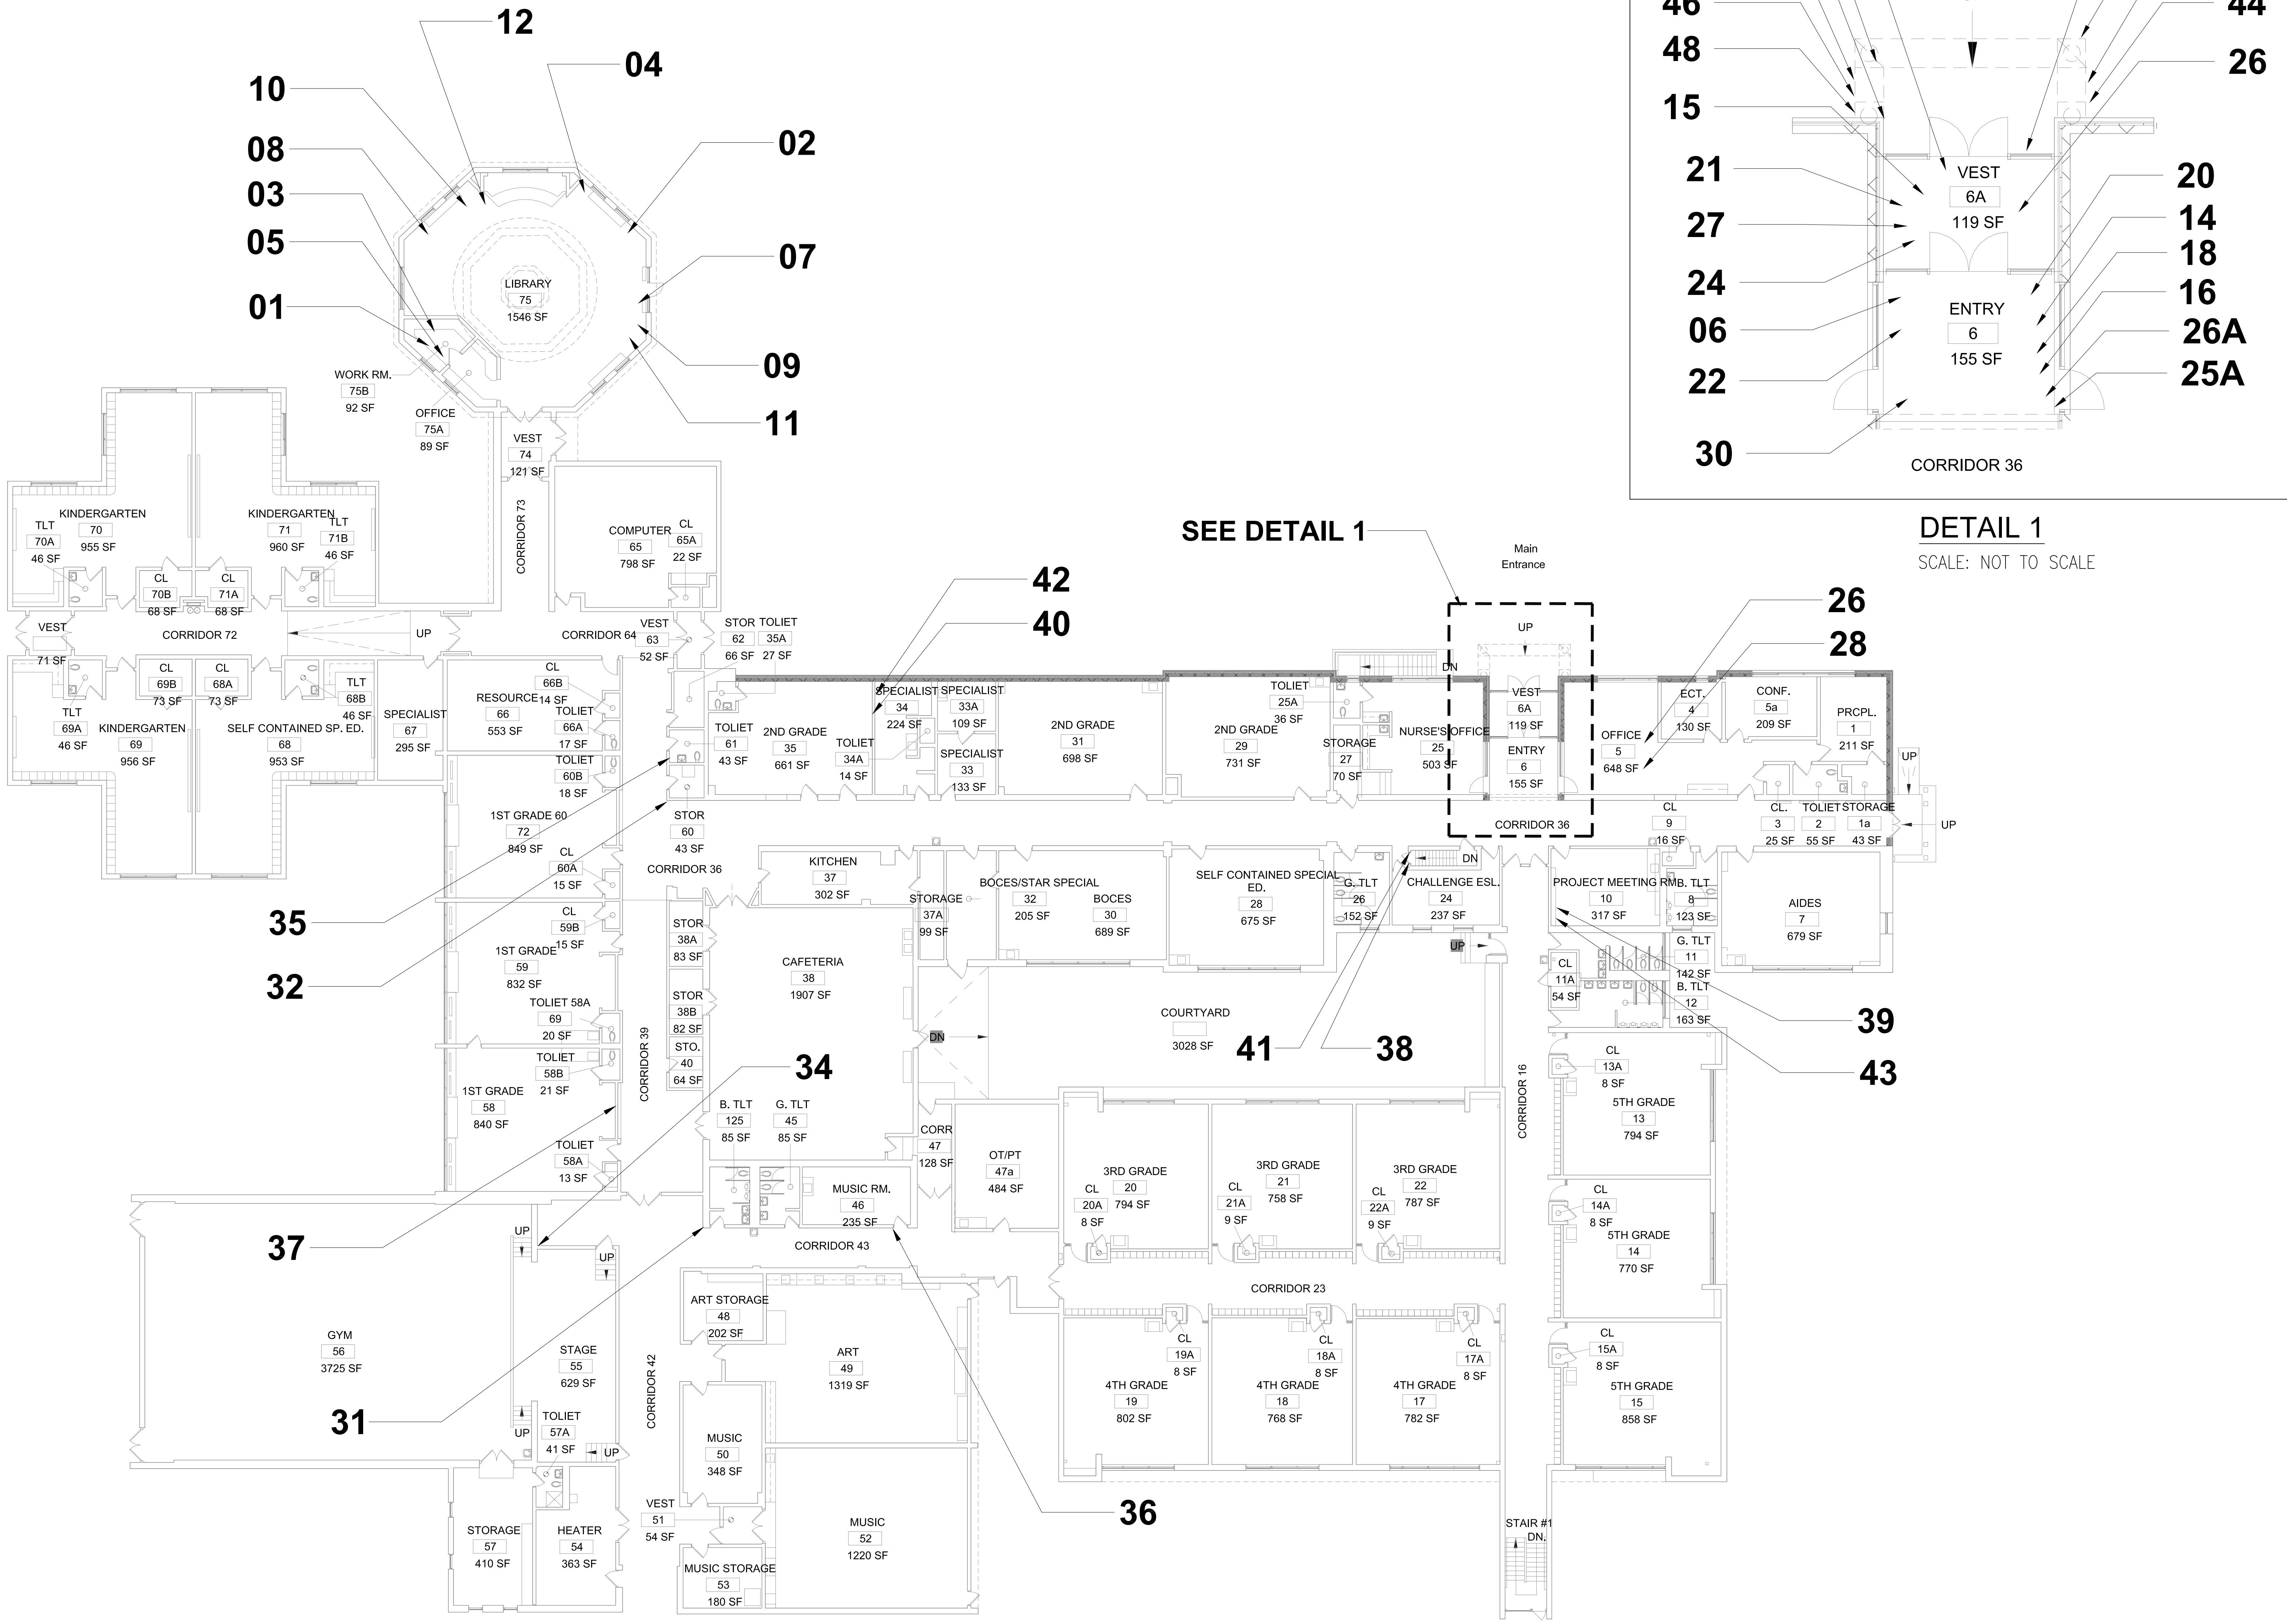 12
04
10
02
08
03
05
07
01
09
11
LIBRARY
75
1546 SF
WORK RM.
75B
92 SF
OFFICE
75A
89 SF
VEST
74
121 SF
CORRIDOR 73
46
44
48
26
15
21
20
27
14
18
24
16
06
26A
22
25A
30
VEST
6A
119 SF
ENTRY
6
155 SF
CORRIDOR 36
DETAIL 1
SCALE: NOT TO SCALE
KINDERGARTEN
70
955 SF
TLT
70A
46 SF
CL
70B
68 SF
KINDERGARTEN
71
960 SF
TLT
71B
46 SF
CL
71A
68 SF
COMPUTER
65
798 SF
CL
65A
22 SF
SEE DETAIL 1
Main
Entrance
42
40
26
28
VEST
71 SF
CORRIDOR 72
UP
CORRIDOR 64
VEST
63
52 SF
STOR
62
66 SF
TOLIET
35A
27 SF
CL
69B
73 SF
CL
68A
73 SF
TLT
69A
46 SF
KINDERGARTEN
69
956 SF
TLT
68B
46 SF
SELF CONTAINED SP. ED.
68
953 SF
SPECIALIST
67
295 SF
RESOURCE
66
553 SF
CL
66B
14 SF
TOLIET
66A
17 SF
TOLIET
60B
18 SF
TOLIET
61
43 SF
2ND GRADE
35
661 SF
TOLIET
34A
14 SF
SPECIALIST
34
224 SF
SPECIALIST
33A
109 SF
SPECIALIST
33
133 SF
2ND GRADE
31
698 SF
2ND GRADE
29
731 SF
TOLIET
25A
36 SF
STORAGE
27
70 SF
DN
NURSE'S OFFICE
25
503 SF
UP
VEST
6A
119 SF
ENTRY
6
155 SF
OFFICE
5
648 SF
ECT.
4
130 SF
CONF.
5a
209 SF
PRCPL.
1
211 SF
UP
UP
STOR
60
43 SF
CORRIDOR 36
CL
9
16 SF
CL.
3
25 SF
TOLIET
2
55 SF
STORAGE
1a
43 SF
1ST GRADE 60
72
849 SF
CL
60A
15 SF
CORRIDOR 36
KITCHEN
37
302 SF
STORAGE
37A
99 SF
BOCES/STAR SPECIAL
32
205 SF
BOCES
30
689 SF
SELF CONTAINED SPECIAL
ED.
28
675 SF
G. TLT
26
152 SF
DN
CHALLENGE ESL.
24
237 SF
PROJECT MEETING RM
10
317 SF
B. TLT
8
123 SF
AIDES
7
679 SF
35
32
CL
59B
15 SF
1ST GRADE
59
832 SF
TOLIET 58A
69
20 SF
TOLIET
58B
21 SF
1ST GRADE
58
840 SF
TOLIET
58A
13 SF
CORRIDOR 39
STOR
38A
83 SF
STOR
38B
82 SF
STO.
40
64 SF
CAFETERIA
38
1907 SF
DN
COURTYARD
3028 SF
UP
41
38
CL
11A
54 SF
G. TLT
11
142 SF
B. TLT
12
163 SF
39
43
CORRIDOR 16
34
B. TLT
125
85 SF
G. TLT
45
85 SF
MUSIC RM.
46
235 SF
CORR
47
128 SF
OT/PT
47a
484 SF
3RD GRADE
20
794 SF
CL
20A
8 SF
3RD GRADE
21
758 SF
CL
21A
9 SF
3RD GRADE
22
787 SF
CL
22A
9 SF
CL
13A
8 SF
5TH GRADE
13
794 SF
CL
14A
8 SF
5TH GRADE
14
770 SF
37
UP
UP
CORRIDOR 43
CORRIDOR 23
GYM
56
3725 SF
STAGE
55
629 SF
UP
TOLIET
57A
41 SF
UP
31
CORRIDOR 42
ART STORAGE
48
202 SF
ART
49
1319 SF
MUSIC
50
348 SF
4TH GRADE
19
802 SF
CL
19A
8 SF
4TH GRADE
18
768 SF
CL
18A
8 SF
4TH GRADE
17
782 SF
CL
17A
8 SF
CL
15A
8 SF
5TH GRADE
15
858 SF
36
STORAGE
57
410 SF
HEATER
54
363 SF
VEST
51
54 SF
MUSIC
52
1220 SF
MUSIC STORAGE
53
180 SF
STAIR #1
DN.